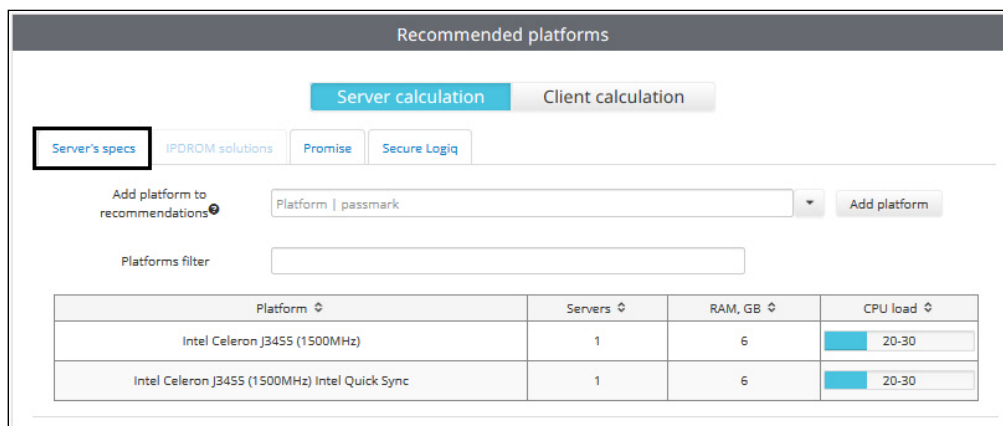 Recommended platforms
Server calculation Client calculation
Server's specs IPDROM solutions Promise Secure Logiq
Add platform to
recommendations?
Platform | passmark
Add platform
Platforms filter
Platform Servers RAM, GB CPU load
Intel Celeron J3455 (1500MHz) 1 6 20-30
Intel Celeron J3455 (1500MHz) Intel Quick Sync 1 6 20-30